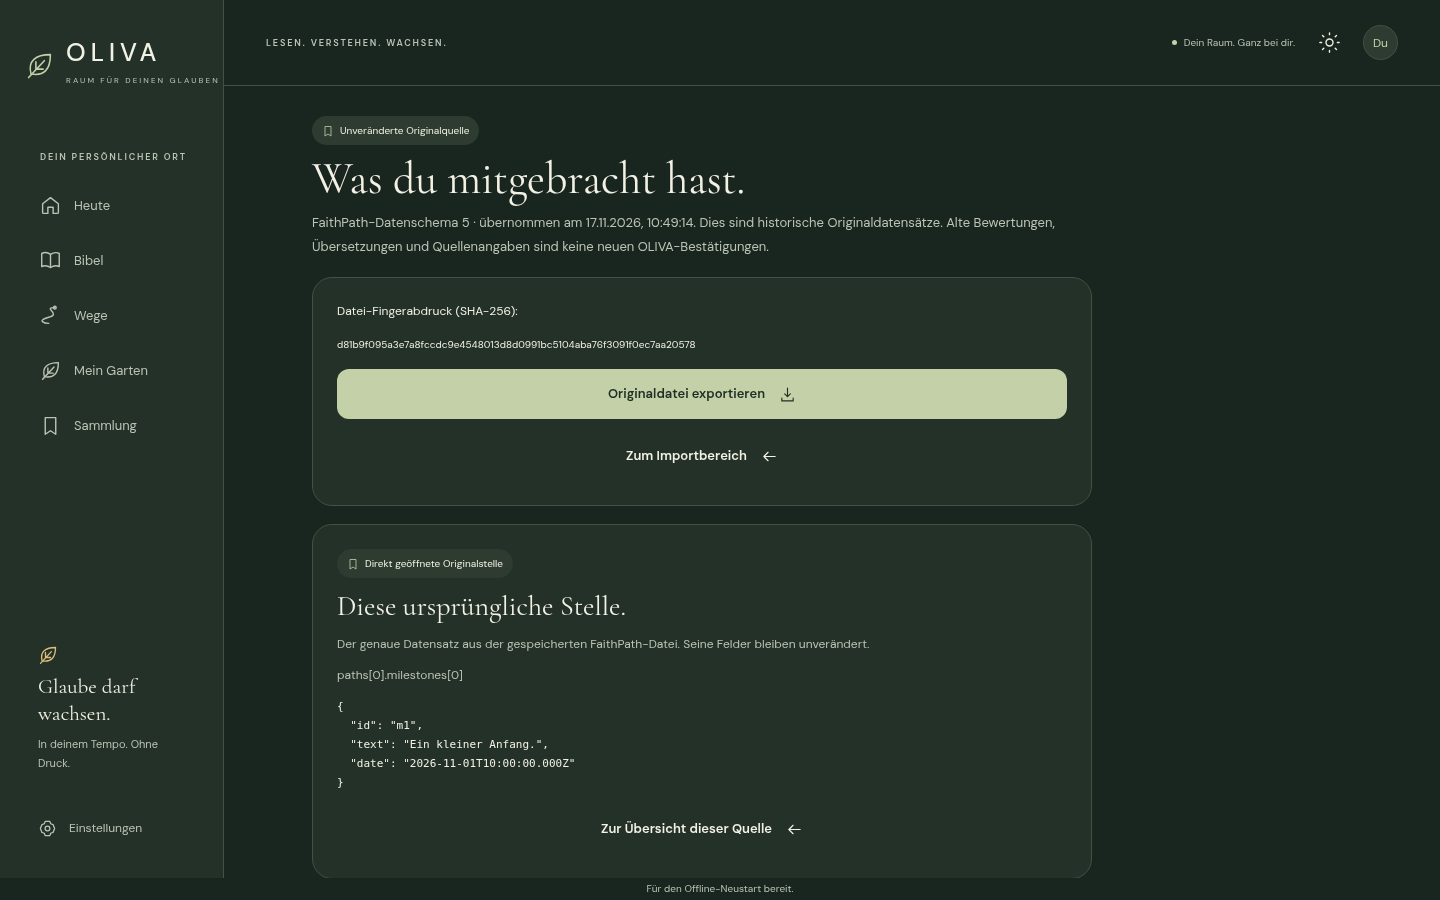 OLIVA
RAUM FÜR DEINEN GLAUBEN
DEIN PERSÖNLICHER ORT
Heute
Bibel
Wege
Mein Garten
Sammlung
Glaube darf
wachsen.
In deinem Tempo. Ohne
Druck.
Einstellungen
LESEN. VERSTEHEN. WACHSEN.
Dein Raum. Ganz bei dir.
Du
Unveränderte Originalquelle
Was du mitgebracht hast.
FaithPath-Datenschema 5 · übernommen am 17.11.2026, 10:49:14. Dies sind historische Originaldatensätze. Alte Bewertungen,
Übersetzungen und Quellenangaben sind keine neuen OLIVA-Bestätigungen.
Datei-Fingerabdruck (SHA-256):
d81b9f095a3e7a8fccdc9e4548013d8d0991bc5104aba76f3091f0ec7aa20578
Originaldatei exportieren
Zum Importbereich
Direkt geöffnete Originalstelle
Diese ursprüngliche Stelle.
Der genaue Datensatz aus der gespeicherten FaithPath-Datei. Seine Felder bleiben unverändert.
paths[0].milestones[0]
{
"id": "m1",
"text": "Ein kleiner Anfang.",
"date": "2026-11-01T10:00:00.000Z"
}
Zur Übersicht dieser Quelle
Für den Offline-Neustart bereit.